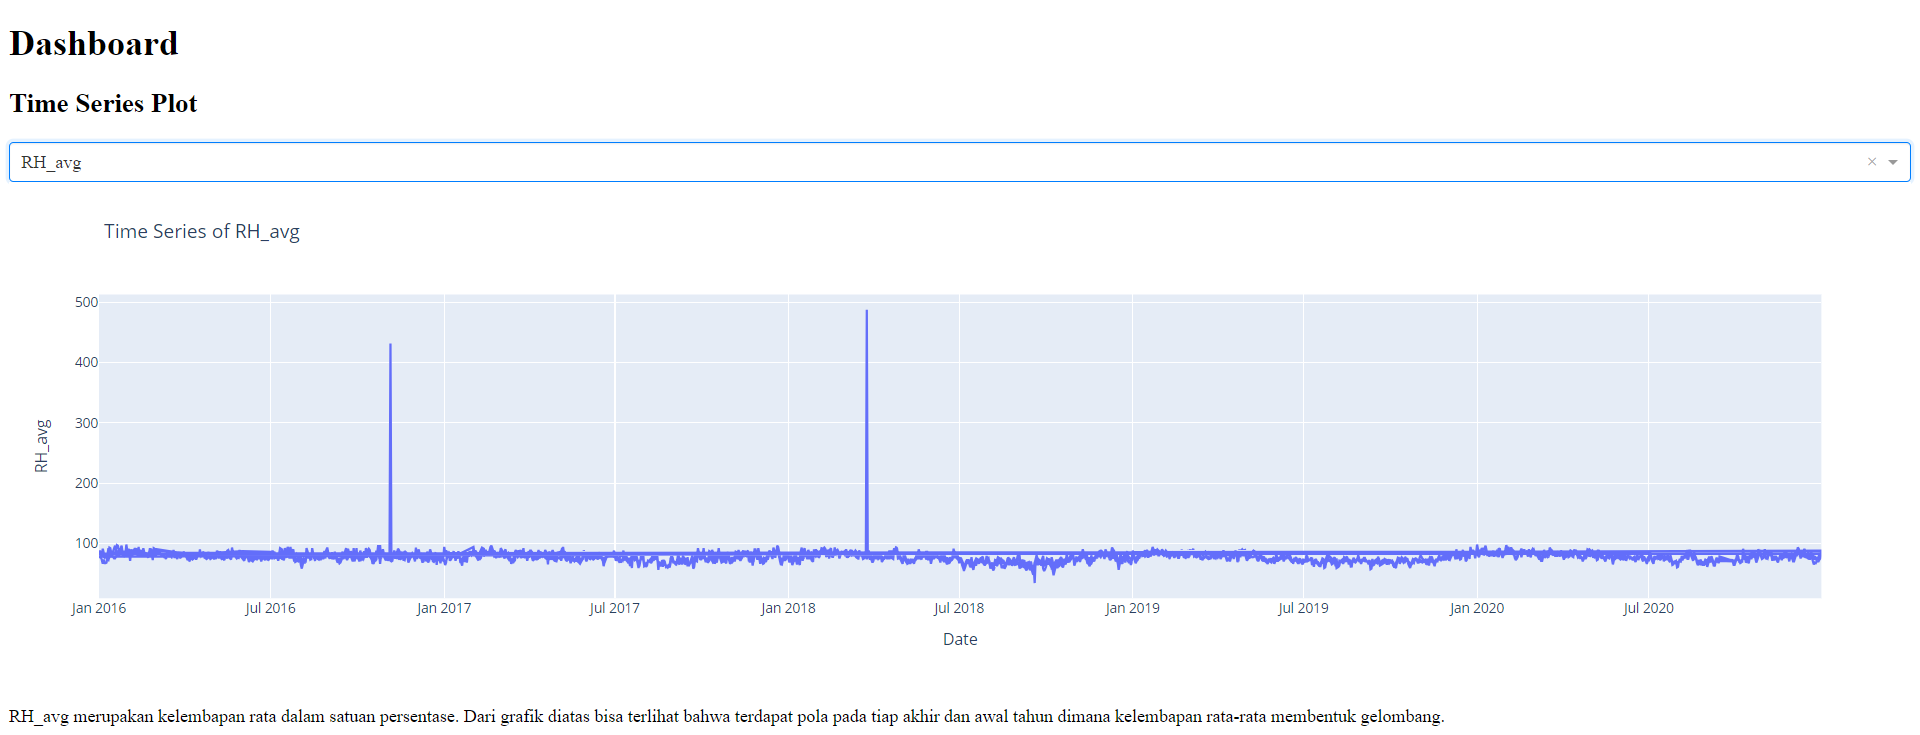 Dashboard
Time Series Plot
RH_avg
×
Time Series of RH_avg
500
400
300
200
100
RH_avg
Jan 2016 Jul 2016 Jan 2017 Jul 2017 Jan 2018 Jul 2018 Jan 2019 Jul 2019 Jan 2020 Jul 2020
Date
RH_avg merupakan kelembapan rata dalam satuan persentase. Dari grafik diatas bisa terlihat bahwa terdapat pola pada tiap akhir dan awal tahun dimana kelembapan rata-rata membentuk gelombang.